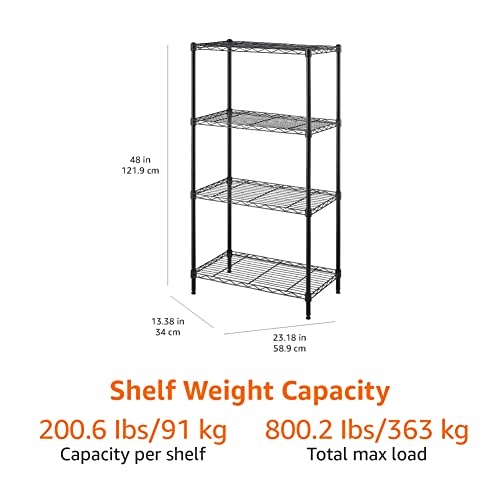 48 in
121.9 cm
13.38 in
34 cm
23.18 in
58.9 cm
Shelf Weight Capacity
200.6 lbs/91 kg
Capacity per shelf
800.2 lbs/363 kg
Total max load